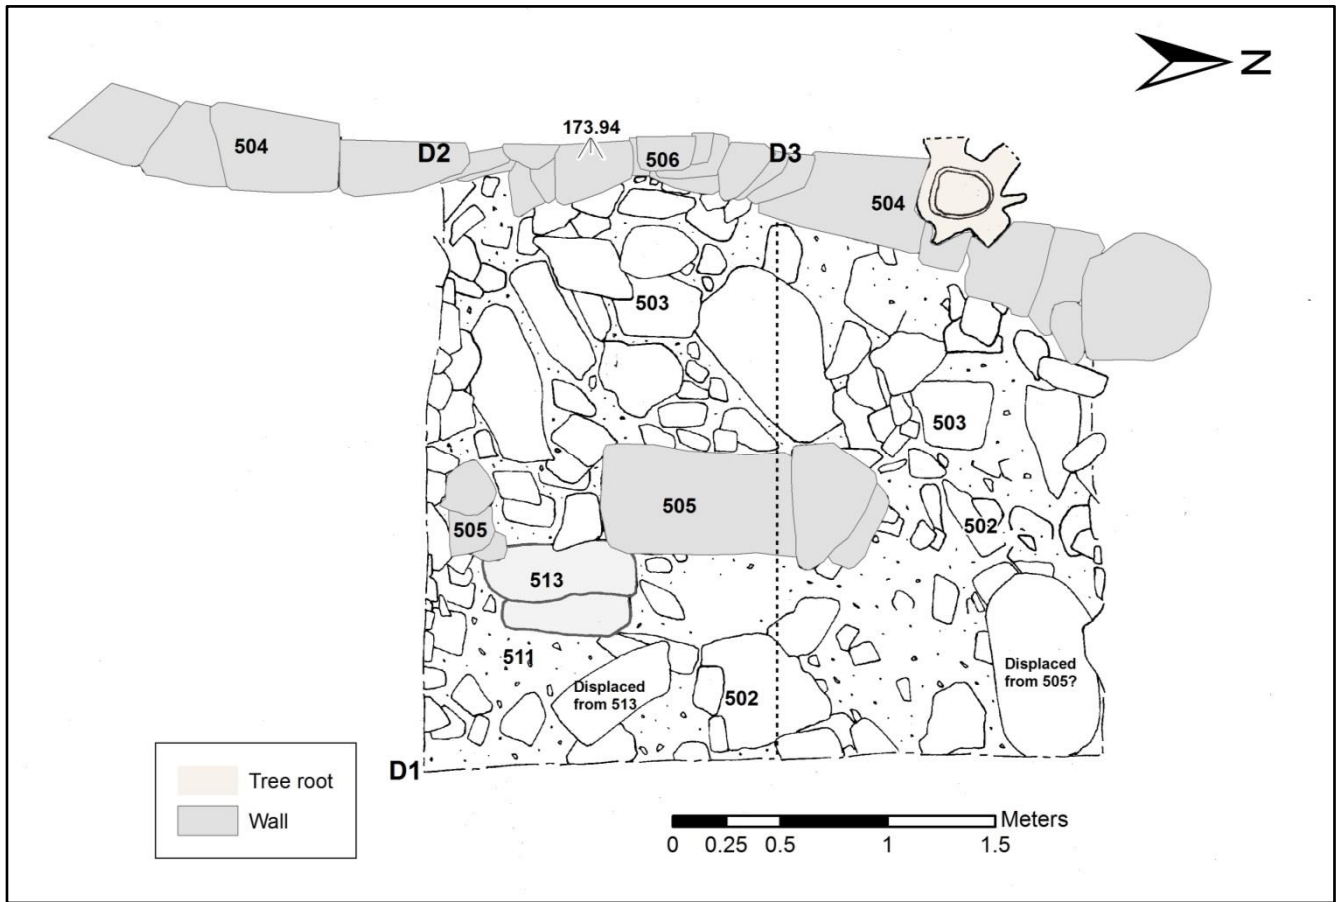 N
173.94
504
D2
506
D3
504
503
503
505
502
505
513
511
Displaced
from 505?
Displaced
from 513
502
D1
Tree root
Wall
Meters
0 0.25 0.5 1 1.5